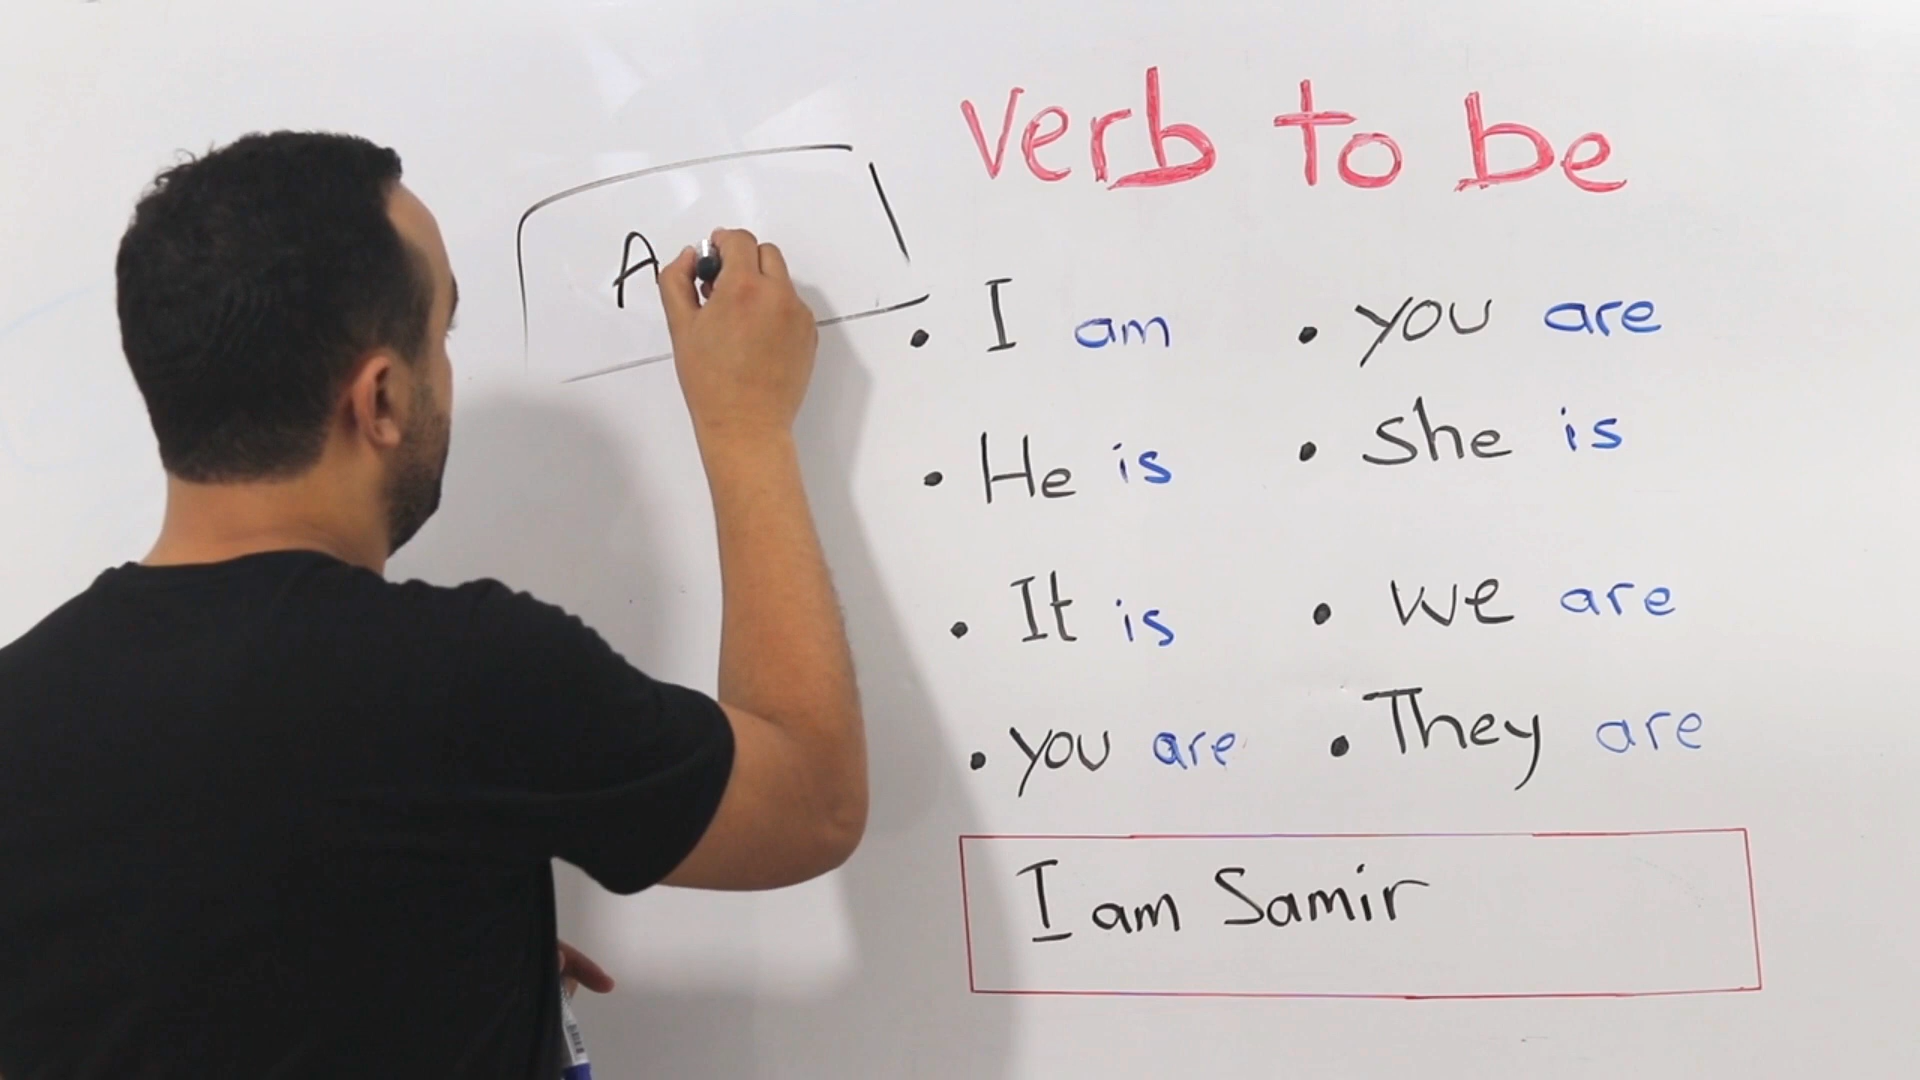 Verb to be
A
• I am • you are
• He is • she is
• It is • we are
• you are • They are
I am Samir